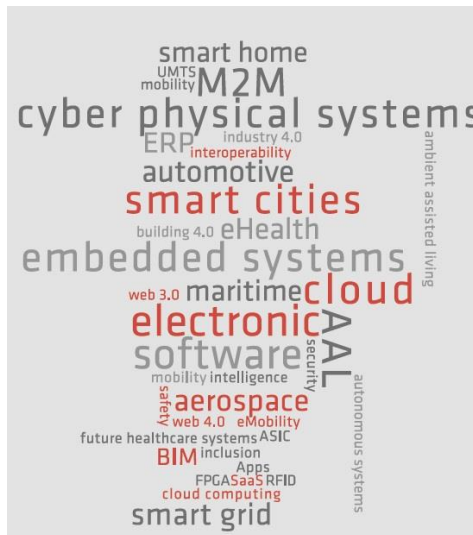 smart home
UMTS
mobility M2M
cyber physical systems
ERP industry 4.0
interoperability
automotive
ambient assisted living
smart cities
building 4.0 eHealth
embedded systems
web 3.0 maritime cloud
electronic AAL
software security
mobility intelligence
safety aerospace
autonomous systems
web 4.0 eMobility
future healthcare systems ASIC
BIM inclusion
Apps
FPGA SaaS RFID
cloud computing
smart grid